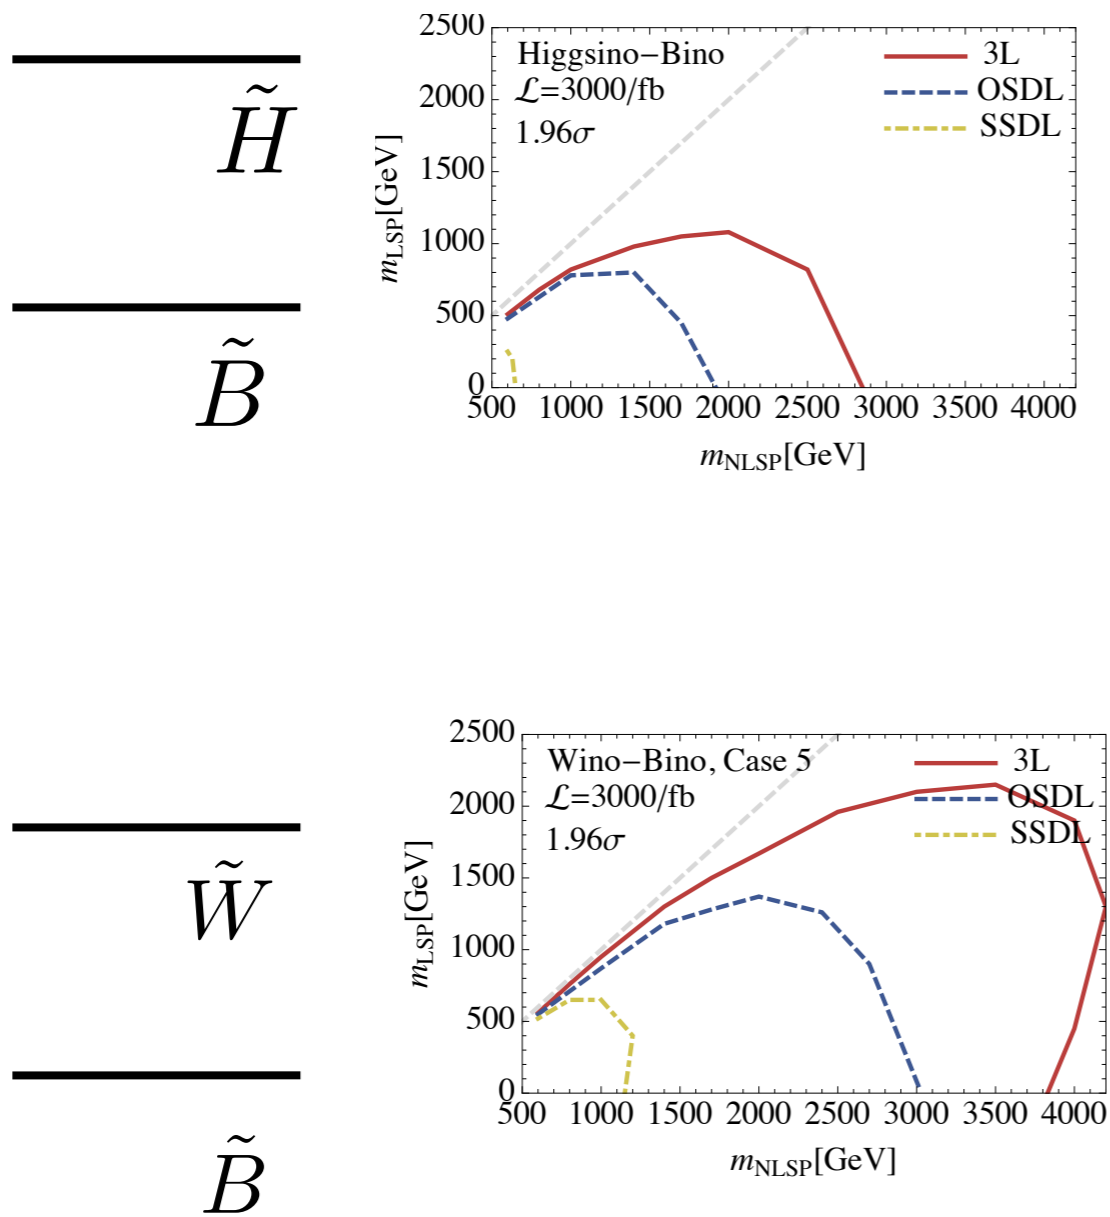 H̃
B̃
2500
2000
1500
1000
500
0
m_LSP[GeV]
Higgsino−Bino
ℒ=3000/fb
1.96σ
3L
OSDL
SSDL
500 1000 1500 2000 2500 3000 3500 4000
m_NLSP[GeV]
W̃
B̃
2500
2000
1500
1000
500
0
m_LSP[GeV]
Wino−Bino, Case 5
ℒ=3000/fb
1.96σ
3L
OSDL
SSDL
500 1000 1500 2000 2500 3000 3500 4000
m_NLSP[GeV]